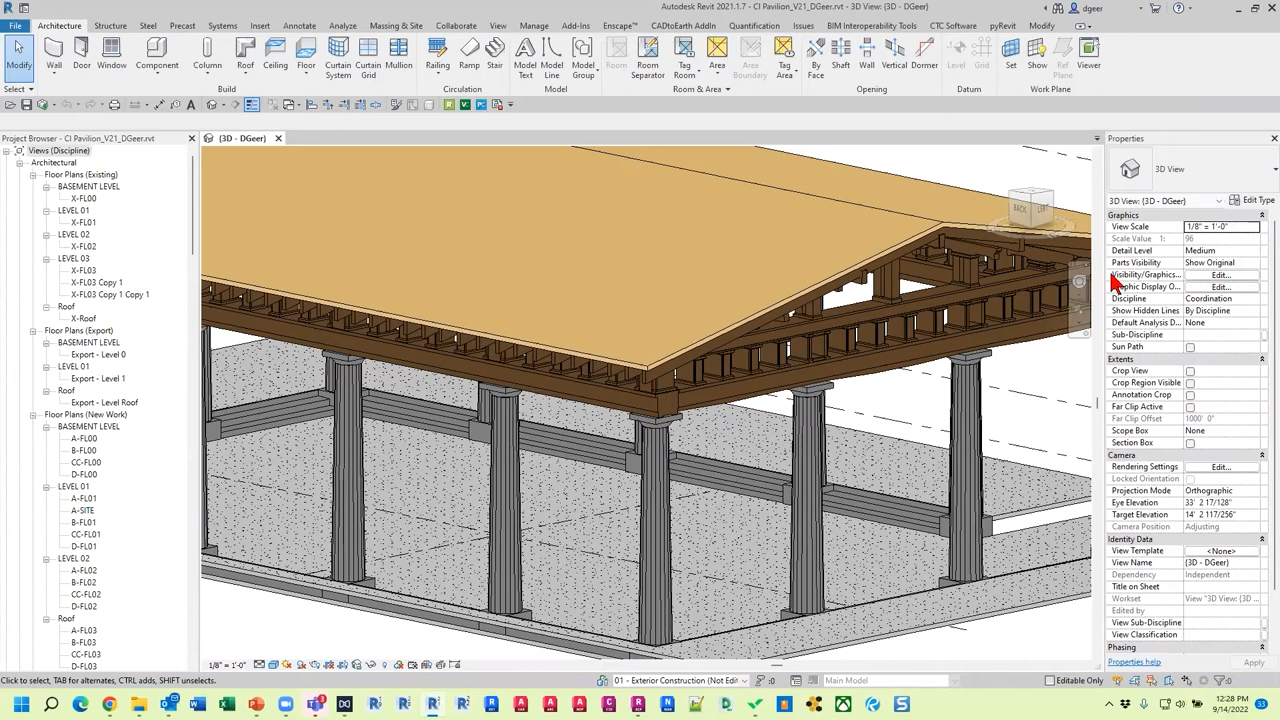 Autodesk Revit 2021.1.7 - CI Pavilion_V21_DGeer.rvt - 3D View: {3D - DGeer}
dgeer
File Architecture Structure Steel Precast Systems Insert Annotate Analyze Massing & Site Collaborate View Manage Add-Ins Enscape™ CADtoEarth Addin Quantification Issues BIM Interoperability Tools CTC Software pyRevit Modify
Modify Wall Door Window Component Column Roof Ceiling Floor Curtain System Curtain Grid Mullion Railing Ramp Stair Model Text Model Line Model Group Room Room Separator Tag Room Area Area Boundary Tag Area By Face Shaft Wall Vertical Dormer Level Grid Set Show Ref Plane Viewer
Select Build Circulation Model Room & Area Opening Datum Work Plane
Project Browser - CI Pavilion_V21_DGeer.rvt
Views (Discipline)
Architectural
Floor Plans (Existing)
BASEMENT LEVEL
X-FL00
LEVEL 01
X-FL01
LEVEL 02
X-FL02
LEVEL 03
X-FL03
X-FL03 Copy 1
X-FL03 Copy 1 Copy 1
Roof
X-Roof
Floor Plans (Export)
BASEMENT LEVEL
Export - Level 0
LEVEL 01
Export - Level 1
Roof
Export - Level Roof
Floor Plans (New Work)
BASEMENT LEVEL
A-FL00
B-FL00
CC-FL00
D-FL00
LEVEL 01
A-FL01
A-SITE
B-FL01
CC-FL01
D-FL01
LEVEL 02
A-FL02
B-FL02
CC-FL02
D-FL02
Roof
A-FL03
B-FL03
CC-FL03
D-FL03
{3D - DGeer}
BACK LEFT
Properties
3D View
3D View: {3D - DGeer} Edit Type
Graphics
View Scale 1/8" = 1'-0"
Scale Value 1: 96
Detail Level Medium
Parts Visibility Show Original
Visibility/Graphics... Edit...
Graphic Display O... Edit...
Discipline Coordination
Show Hidden Lines By Discipline
Default Analysis D... None
Sub-Discipline
Sun Path
Extents
Crop View
Crop Region Visible
Annotation Crop
Far Clip Active
Far Clip Offset 1000' 0"
Scope Box None
Section Box
Camera
Rendering Settings Edit...
Locked Orientation
Projection Mode Orthographic
Eye Elevation 33' 2 17/128"
Target Elevation 14' 2 117/256"
Camera Position Adjusting
Identity Data
View Template <None>
View Name {3D - DGeer}
Dependency Independent
Title on Sheet
Workset View "3D View: {3D ...
Edited by
View Sub-Discipline
View Classification
Phasing
Properties help Apply
1/8" = 1'-0"
Click to select, TAB for alternates, CTRL adds, SHIFT unselects.
01 - Exterior Construction (Not Edit
:0
Main Model
Editable Only
:0
12:28 PM
9/14/2022
33